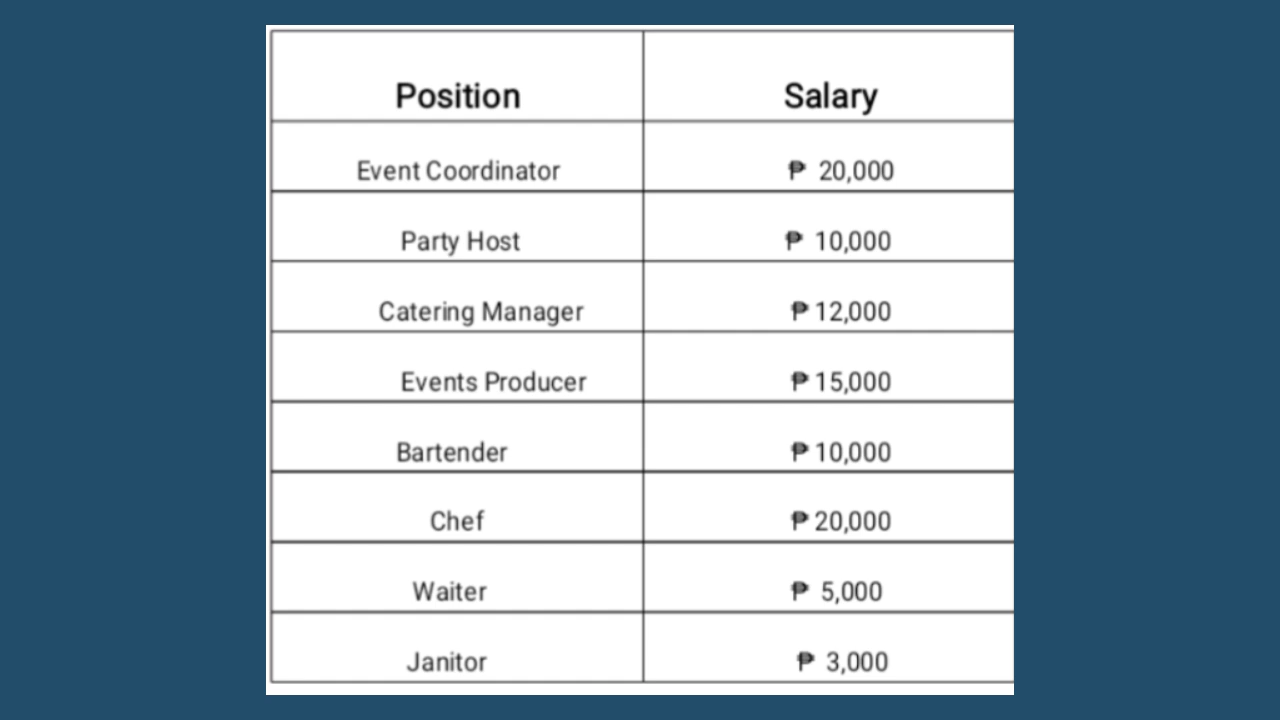 Position Salary
Event Coordinator ₱ 20,000
Party Host ₱ 10,000
Catering Manager ₱ 12,000
Events Producer ₱ 15,000
Bartender ₱ 10,000
Chef ₱ 20,000
Waiter ₱ 5,000
Janitor ₱ 3,000